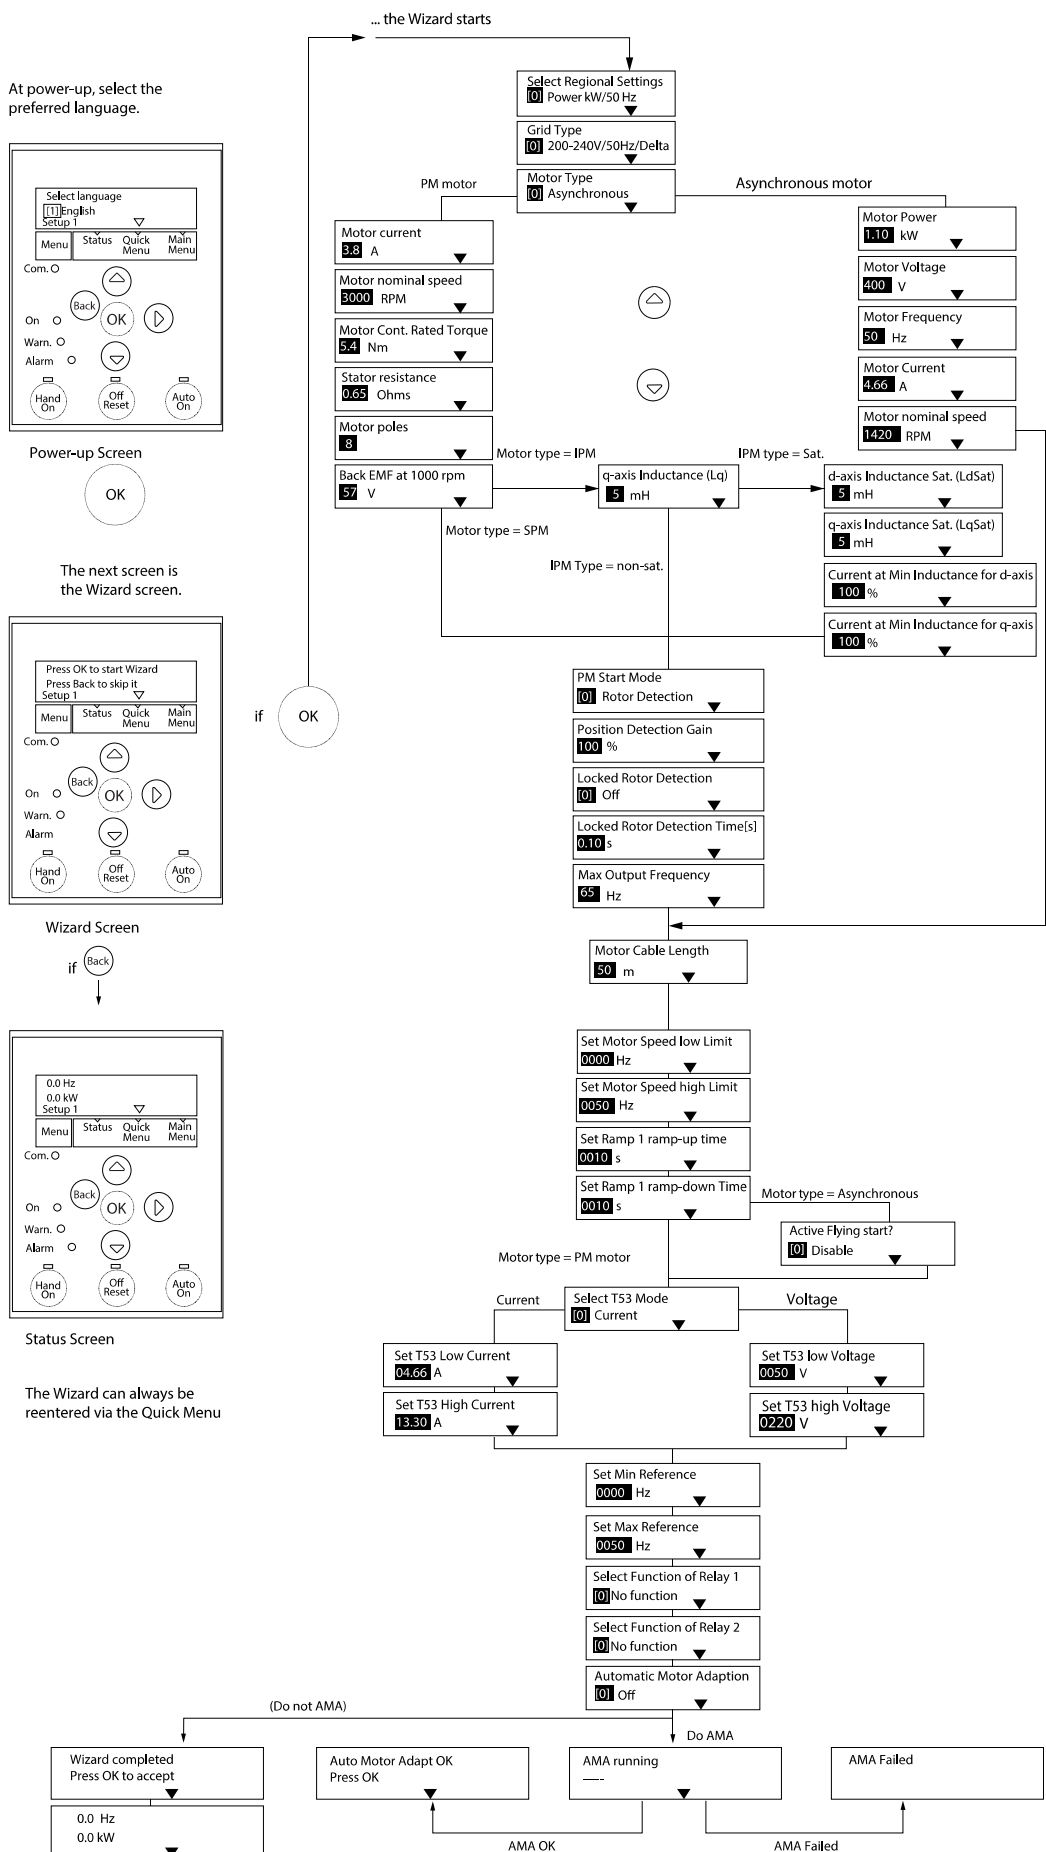 ... the Wizard starts
At power-up, select the
preferred language.
Select language
[1] English
Setup 1
Menu
Status
Quick
Menu
Main
Menu
Com.
Back
OK
On
Warn.
Alarm
Hand
On
Off
Reset
Auto
On
Power-up Screen
OK
The next screen is
the Wizard screen.
Press OK to start Wizard
Press Back to skip it
Setup 1
Menu
Status
Quick
Menu
Main
Menu
Com.
Back
OK
On
Warn.
Alarm
Hand
On
Off
Reset
Auto
On
if
OK
Wizard Screen
if
Back
0.0 Hz
0.0 kW
Setup 1
Menu
Status
Quick
Menu
Main
Menu
Com.
Back
OK
On
Warn.
Alarm
Hand
On
Off
Reset
Auto
On
Status Screen
The Wizard can always be
reentered via the Quick Menu
Select Regional Settings
[0] Power kW/50 Hz
Grid Type
[0] 200-240V/50Hz/Delta
Motor Type
[0] Asynchronous
PM motor
Asynchronous motor
Motor current
3.8 A
Motor nominal speed
3000 RPM
Motor Cont. Rated Torque
5.4 Nm
Stator resistance
0.65 Ohms
Motor poles
8
Back EMF at 1000 rpm
57 V
Motor Power
1.10 kW
Motor Voltage
400 V
Motor Frequency
50 Hz
Motor Current
4.66 A
Motor nominal speed
1420 RPM
Motor type = IPM
q-axis Inductance (Lq)
5 mH
IPM type = Sat.
d-axis Inductance Sat. (LdSat)
5 mH
q-axis Inductance Sat. (LqSat)
5 mH
Current at Min Inductance for d-axis
100 %
Current at Min Inductance for q-axis
100 %
Motor type = SPM
IPM Type = non-sat.
PM Start Mode
[0] Rotor Detection
Position Detection Gain
100 %
Locked Rotor Detection
[0] Off
Locked Rotor Detection Time[s]
0.10 s
Max Output Frequency
65 Hz
Motor Cable Length
50 m
Set Motor Speed low Limit
0000 Hz
Set Motor Speed high Limit
0050 Hz
Set Ramp 1 ramp-up time
0010 s
Set Ramp 1 ramp-down Time
0010 s
Motor type = Asynchronous
Active Flying start?
[0] Disable
Motor type = PM motor
Select T53 Mode
[0] Current
Current
Voltage
Set T53 Low Current
04.66 A
Set T53 High Current
13.30 A
Set T53 low Voltage
0050 V
Set T53 high Voltage
0220 V
Set Min Reference
0000 Hz
Set Max Reference
0050 Hz
Select Function of Relay 1
[0] No function
Select Function of Relay 2
[0] No function
Automatic Motor Adaption
[0] Off
(Do not AMA)
Do AMA
Wizard completed
Press OK to accept
0.0 Hz
0.0 kW
Auto Motor Adapt OK
Press OK
AMA running
-----
AMA Failed
AMA OK
AMA Failed